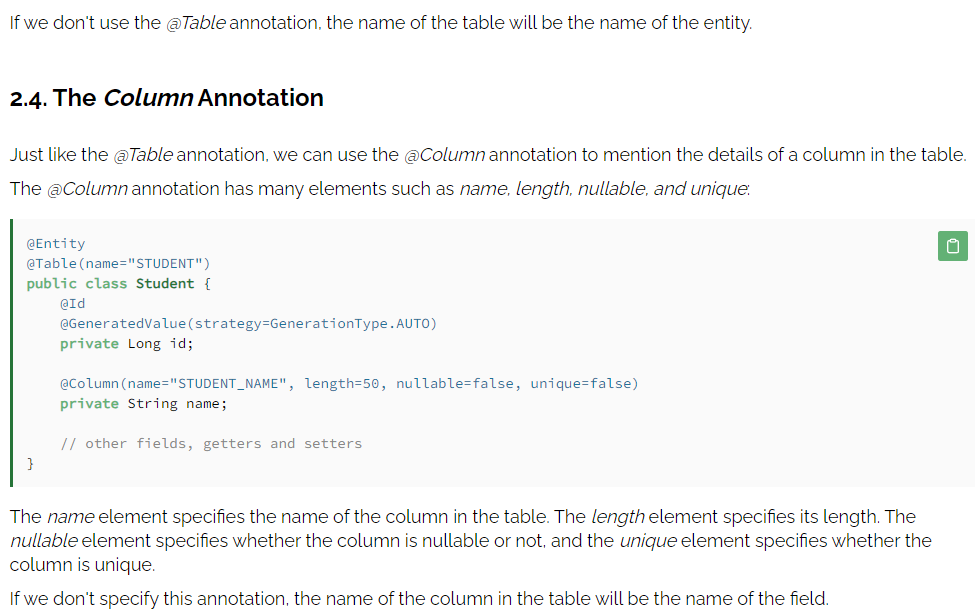 If we don't use the @Table annotation, the name of the table will be the name of the entity.
2.4. The Column Annotation
Just like the @Table annotation, we can use the @Column annotation to mention the details of a column in the table.
The @Column annotation has many elements such as name, length, nullable, and unique:
@Entity
@Table(name="STUDENT")
public class Student {
    @Id
    @GeneratedValue(strategy=GenerationType.AUTO)
    private Long id;
    @Column(name="STUDENT_NAME", length=50, nullable=false, unique=false)
    private String name;
    // other fields, getters and setters
}
The name element specifies the name of the column in the table. The length element specifies its length. The
nullable element specifies whether the column is nullable or not, and the unique element specifies whether the
column is unique.
If we don't specify this annotation, the name of the column in the table will be the name of the field.